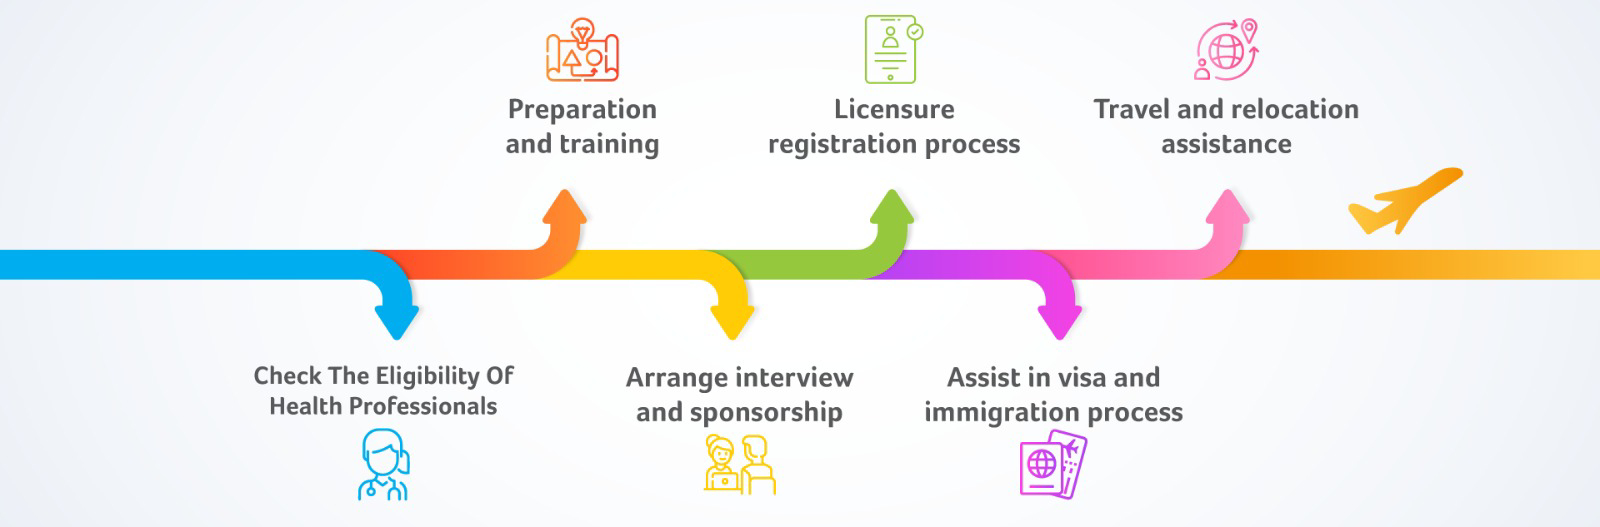 Preparation
and training
Licensure
registration process
Travel and relocation
assistance
Check The Eligibility Of
Health Professionals
Arrange interview
and sponsorship
Assist in visa and
immigration process